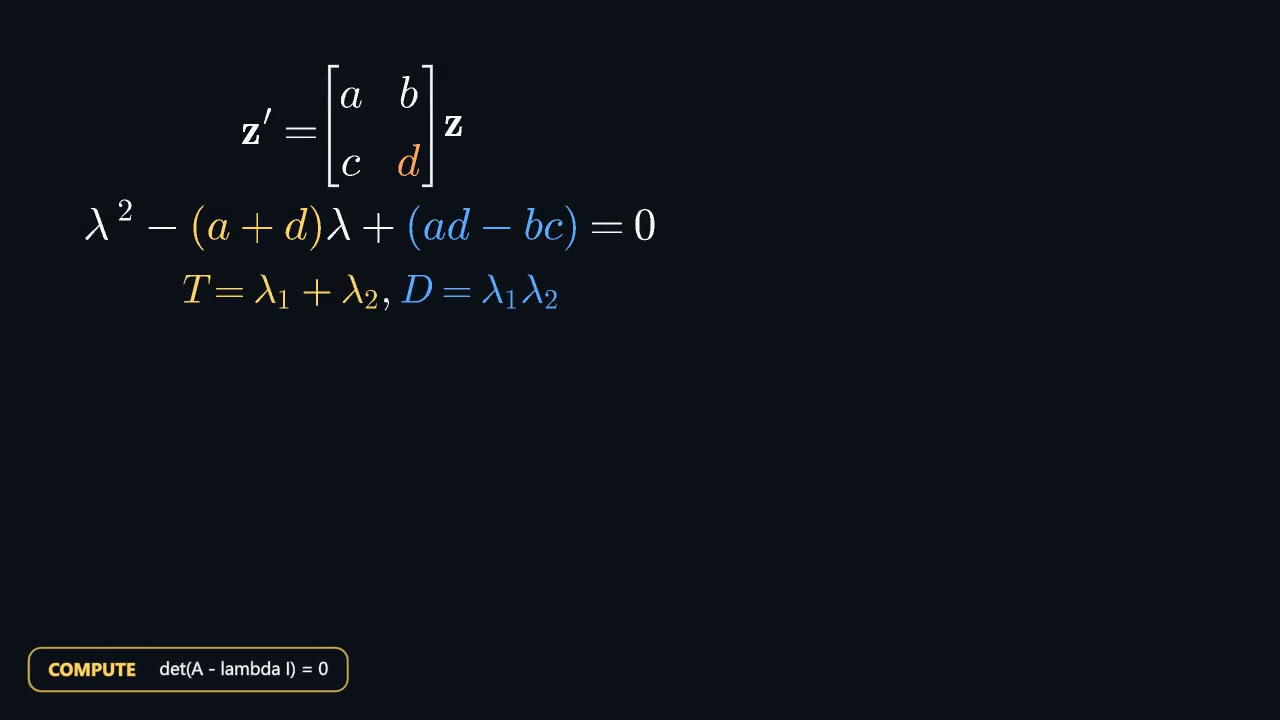 z′ = [a b
c d] z
λ² − (a + d)λ + (ad − bc) = 0
T = λ₁ + λ₂, D = λ₁λ₂
COMPUTE det(A - lambda I) = 0